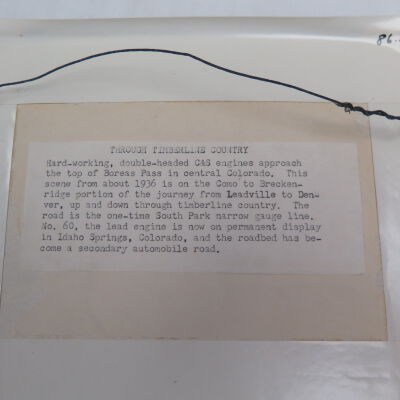 86
THROUGH TIMBERLINE COUNTRY
Hard-working, double-headed C&S engines approach
the top of Boreas Pass in central Colorado. This
scene from about 1936 is on the Como to Brecken-
ridge portion of the journey from Leadville to Den-
ver, up and down through timberline country. The
road is the one-time South Park narrow gauge line.
No. 60, the lead engine is now on permanent display
in Idaho Springs, Colorado, and the roadbed has be-
come a secondary automobile road.